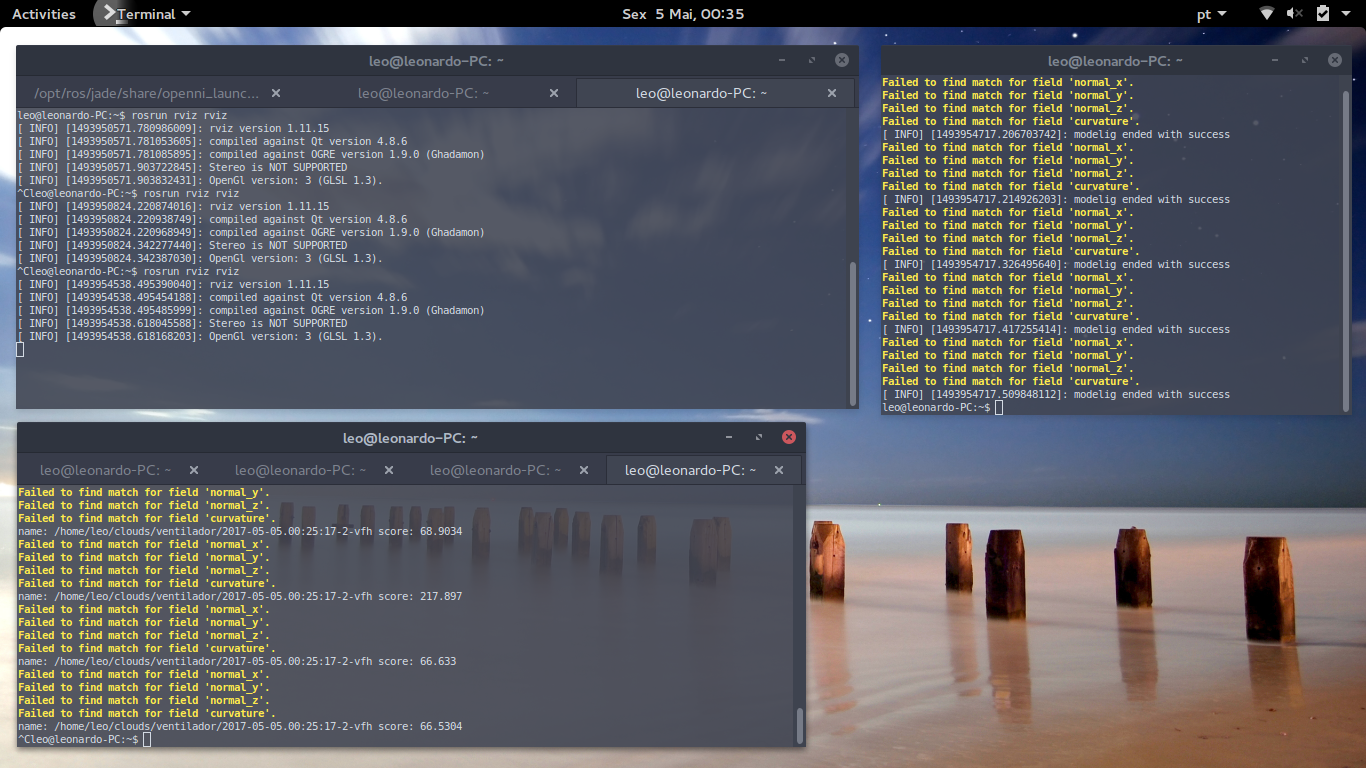 Activities
Terminal
Sex 5 Mai, 00:35
pt
leo@leonardo-PC: ~
/opt/ros/jade/share/openni_launc...
leo@leonardo-PC: ~
leo@leonardo-PC: ~
leo@leonardo-PC:~$ rosrun rviz rviz
[ INFO] [1493950571.780986009]: rviz version 1.11.15
[ INFO] [1493950571.781053605]: compiled against Qt version 4.8.6
[ INFO] [1493950571.781085895]: compiled against OGRE version 1.9.0 (Ghadamon)
[ INFO] [1493950571.903722845]: Stereo is NOT SUPPORTED
[ INFO] [1493950571.903832431]: OpenGl version: 3 (GLSL 1.3).
^Cleo@leonardo-PC:~$ rosrun rviz rviz
[ INFO] [1493950824.220874016]: rviz version 1.11.15
[ INFO] [1493950824.220938749]: compiled against Qt version 4.8.6
[ INFO] [1493950824.220968949]: compiled against OGRE version 1.9.0 (Ghadamon)
[ INFO] [1493950824.342277440]: Stereo is NOT SUPPORTED
[ INFO] [1493950824.342387030]: OpenGl version: 3 (GLSL 1.3).
^Cleo@leonardo-PC:~$ rosrun rviz rviz
[ INFO] [1493954538.495390040]: rviz version 1.11.15
[ INFO] [1493954538.495454188]: compiled against Qt version 4.8.6
[ INFO] [1493954538.495485999]: compiled against OGRE version 1.9.0 (Ghadamon)
[ INFO] [1493954538.618045588]: Stereo is NOT SUPPORTED
[ INFO] [1493954538.618168203]: OpenGl version: 3 (GLSL 1.3).
leo@leonardo-PC: ~
Failed to find match for field 'normal_x'.
Failed to find match for field 'normal_y'.
Failed to find match for field 'normal_z'.
Failed to find match for field 'curvature'.
[ INFO] [1493954717.206703742]: modelig ended with success
Failed to find match for field 'normal_x'.
Failed to find match for field 'normal_y'.
Failed to find match for field 'normal_z'.
Failed to find match for field 'curvature'.
[ INFO] [1493954717.214926203]: modelig ended with success
Failed to find match for field 'normal_x'.
Failed to find match for field 'normal_y'.
Failed to find match for field 'normal_z'.
Failed to find match for field 'curvature'.
[ INFO] [1493954717.326495640]: modelig ended with success
Failed to find match for field 'normal_x'.
Failed to find match for field 'normal_y'.
Failed to find match for field 'normal_z'.
Failed to find match for field 'curvature'.
[ INFO] [1493954717.417255414]: modelig ended with success
Failed to find match for field 'normal_x'.
Failed to find match for field 'normal_y'.
Failed to find match for field 'normal_z'.
Failed to find match for field 'curvature'.
[ INFO] [1493954717.509848112]: modelig ended with success
leo@leonardo-PC:~$
leo@leonardo-PC: ~
leo@leonardo-PC: ~
leo@leonardo-PC: ~
leo@leonardo-PC: ~
leo@leonardo-PC: ~
Failed to find match for field 'normal_y'.
Failed to find match for field 'normal_z'.
Failed to find match for field 'curvature'.
name: /home/leo/clouds/ventilador/2017-05-05.00:25:17-2-vfh score: 68.9034
Failed to find match for field 'normal_x'.
Failed to find match for field 'normal_y'.
Failed to find match for field 'normal_z'.
Failed to find match for field 'curvature'.
name: /home/leo/clouds/ventilador/2017-05-05.00:25:17-2-vfh score: 217.897
Failed to find match for field 'normal_x'.
Failed to find match for field 'normal_y'.
Failed to find match for field 'normal_z'.
Failed to find match for field 'curvature'.
name: /home/leo/clouds/ventilador/2017-05-05.00:25:17-2-vfh score: 66.633
Failed to find match for field 'normal_x'.
Failed to find match for field 'normal_y'.
Failed to find match for field 'normal_z'.
Failed to find match for field 'curvature'.
name: /home/leo/clouds/ventilador/2017-05-05.00:25:17-2-vfh score: 66.5304
^Cleo@leonardo-PC:~$